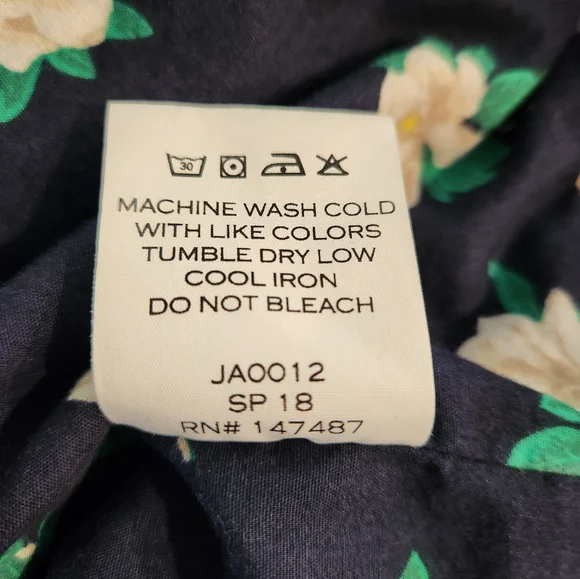 30
MACHINE WASH COLD
WITH LIKE COLORS
TUMBLE DRY LOW
COOL IRON
DO NOT BLEACH
JA0012
SP 18
RN# 147487